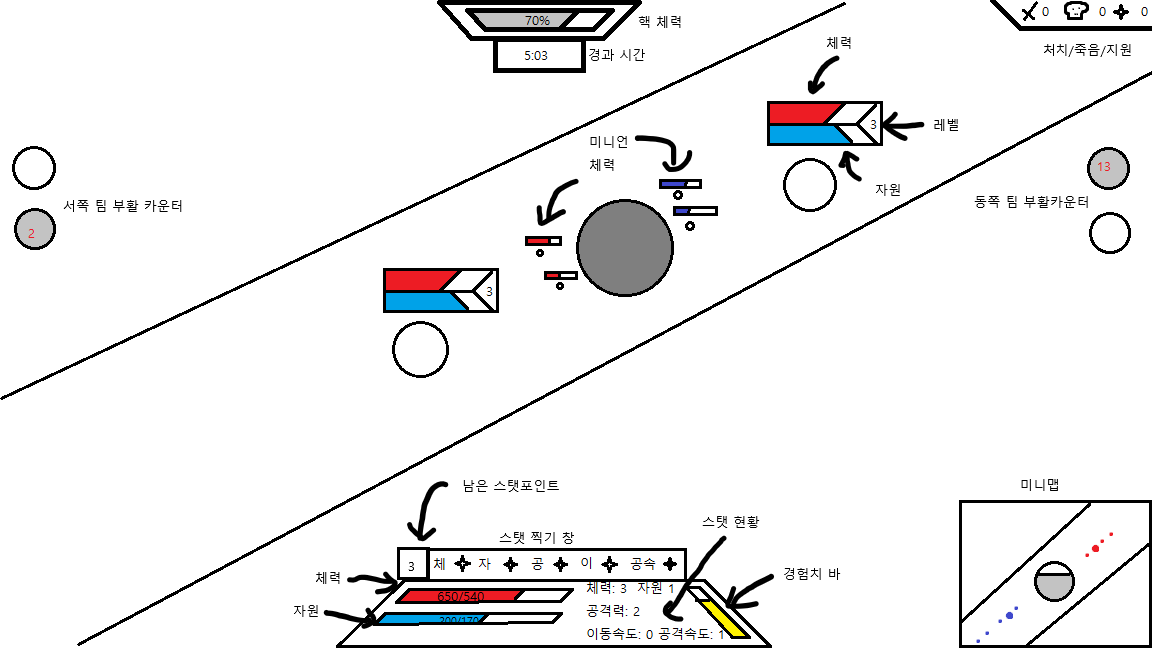 70%
핵 체력
0 0 0
5:03
경과 시간
체력
처치/죽음/지원
3
레벨
미니언
체력
13
자원
서쪽 팀 부활 카운터
동쪽 팀 부활카운터
2
3
남은 스탯포인트
미니맵
스탯 현황
스탯 찍기 창
3
체 자 공 이 공속
체력
650/540
체력: 3 자원 1
경험치 바
자원
200/170
공격력: 2
이동속도: 0 공격속도: 1